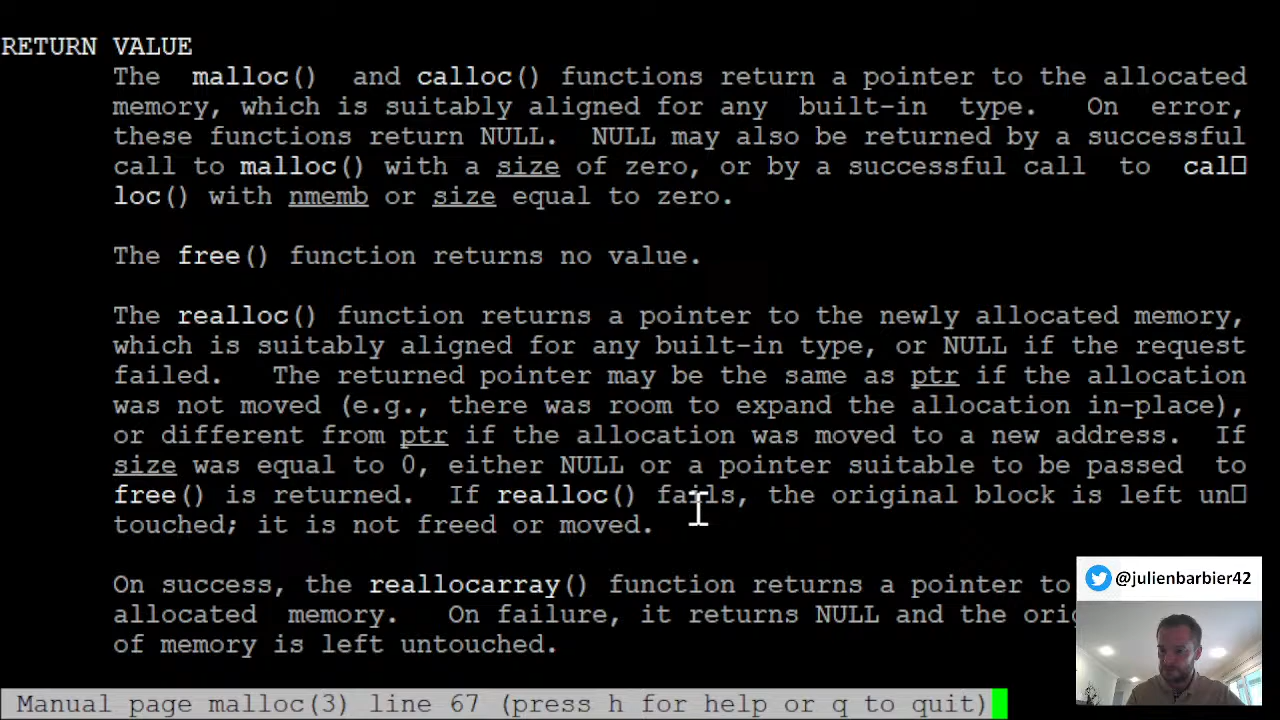 RETURN VALUE
The malloc() and calloc() functions return a pointer to the allocated
memory, which is suitably aligned for any built-in type. On error,
these functions return NULL. NULL may also be returned by a successful
call to malloc() with a size of zero, or by a successful call to cal
loc() with nmemb or size equal to zero.
The free() function returns no value.
The realloc() function returns a pointer to the newly allocated memory,
which is suitably aligned for any built-in type, or NULL if the request
failed. The returned pointer may be the same as ptr if the allocation
was not moved (e.g., there was room to expand the allocation in-place),
or different from ptr if the allocation was moved to a new address. If
size was equal to 0, either NULL or a pointer suitable to be passed to
free() is returned. If realloc() fails, the original block is left un
touched; it is not freed or moved.
On success, the reallocarray() function returns a pointer to
allocated memory. On failure, it returns NULL and the
of memory is left untouched.
@julienbarbier42
Manual page malloc(3) line 67 (press h for help or q to quit)